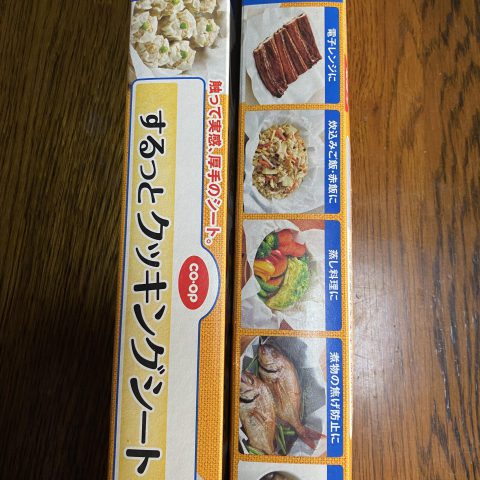 触って実感、厚手のシート。
するっとクッキングシート
CO・OP
電子レンジに
炊込みご飯・赤飯に
蒸し料理に
煮物の焦げ防止に